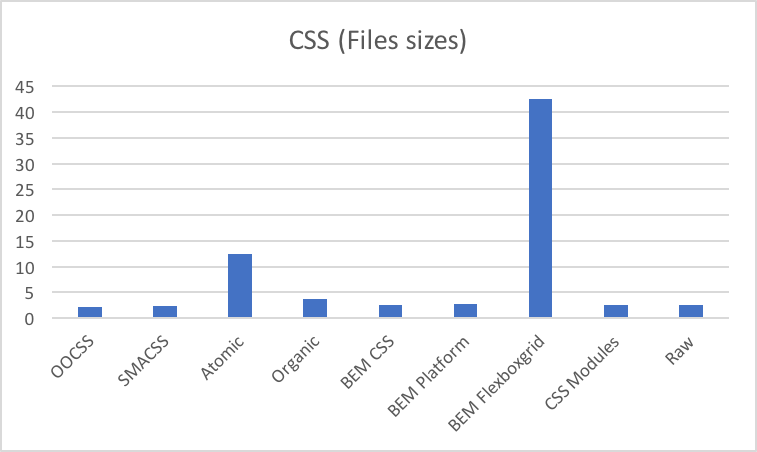 CSS (Files sizes)
45
40
35
30
25
20
15
10
5
0
OOCSS
SMACSS
Atomic
Organic
BEM CSS
BEM Platform
BEM Flexboxgrid
CSS Modules
Raw